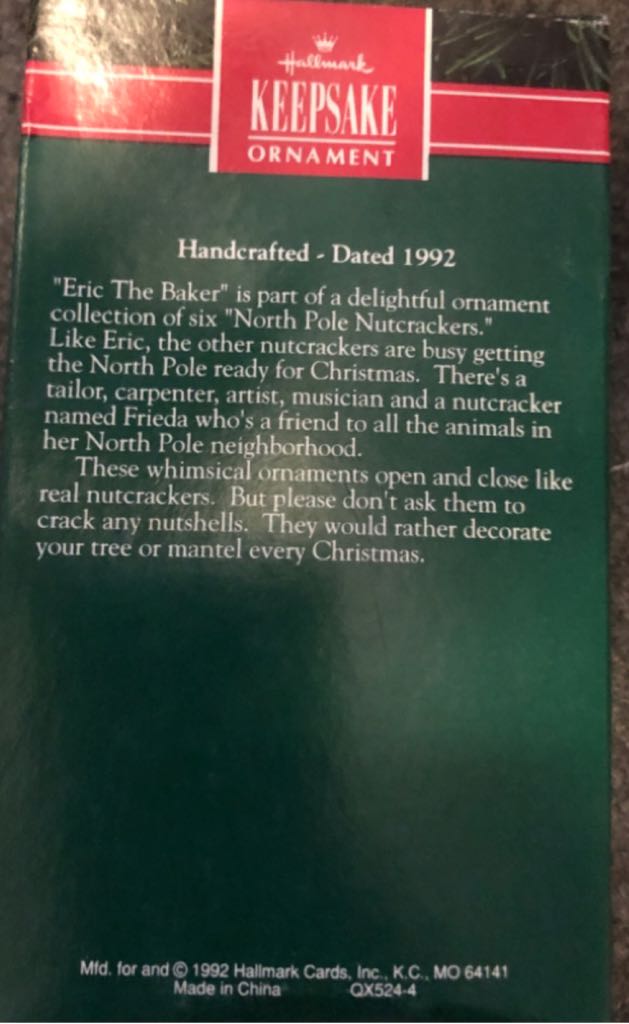 Hallmark
KEEPSAKE
ORNAMENT
Handcrafted - Dated 1992
"Eric The Baker" is part of a delightful ornament
collection of six "North Pole Nutcrackers."
Like Eric, the other nutcrackers are busy getting
the North Pole ready for Christmas. There's a
tailor, carpenter, artist, musician and a nutcracker
named Frieda who's a friend to all the animals in
her North Pole neighborhood.
These whimsical ornaments open and close like
real nutcrackers. But please don't ask them to
crack any nutshells. They would rather decorate
your tree or mantel every Christmas.
Mfd. for and © 1992 Hallmark Cards, Inc., K.C., MO 64141
Made in China QX524-4